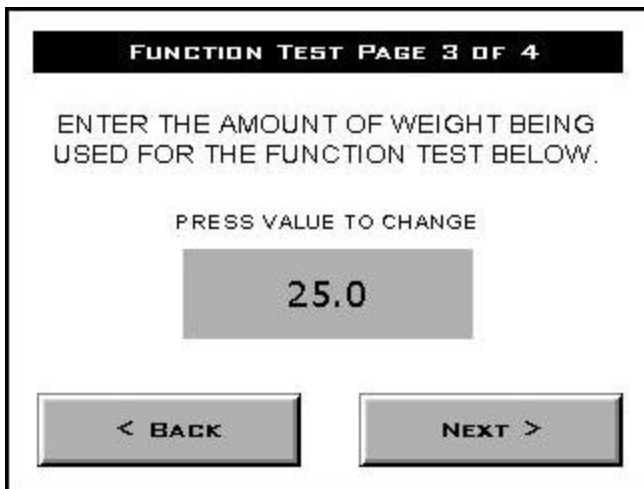 FUNCTION TEST PAGE 3 OF 4
ENTER THE AMOUNT OF WEIGHT BEING
USED FOR THE FUNCTION TEST BELOW.
PRESS VALUE TO CHANGE
25.0
< BACK
NEXT >